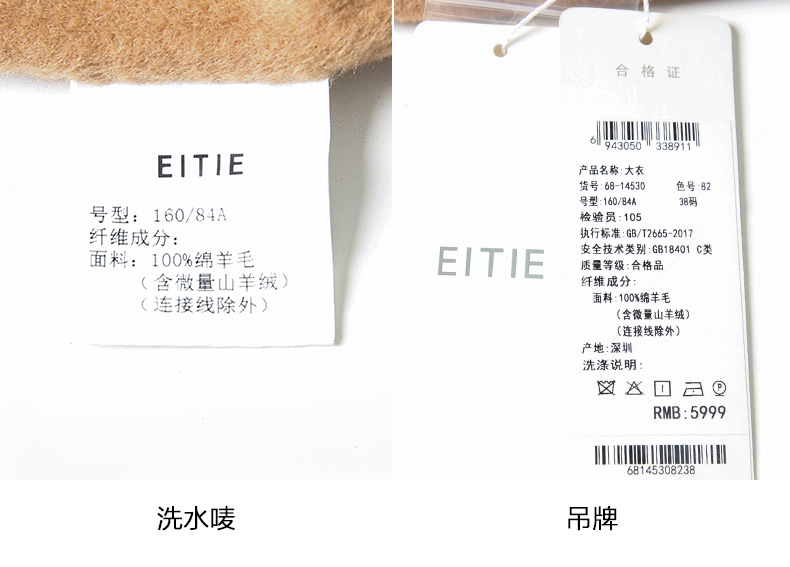 EITIE
号型: 160/84A
纤维成分:
面料: 100%绵羊毛
(含微量山羊绒)
(连接线除外)
洗水唛
EITIE
合格证
6 943050 338911
产品名称:大衣
货号:68-14530 色号:82
号型:160/84A 38码
检验员:105
执行标准:GB/T2665-2017
安全技术类别:GB18401 C类
质量等级:合格品
纤维成分:
面料:100%绵羊毛
(含微量山羊绒)
(连接线除外)
产地:深圳
洗涤说明:
RMB:5999
68145308238
吊牌